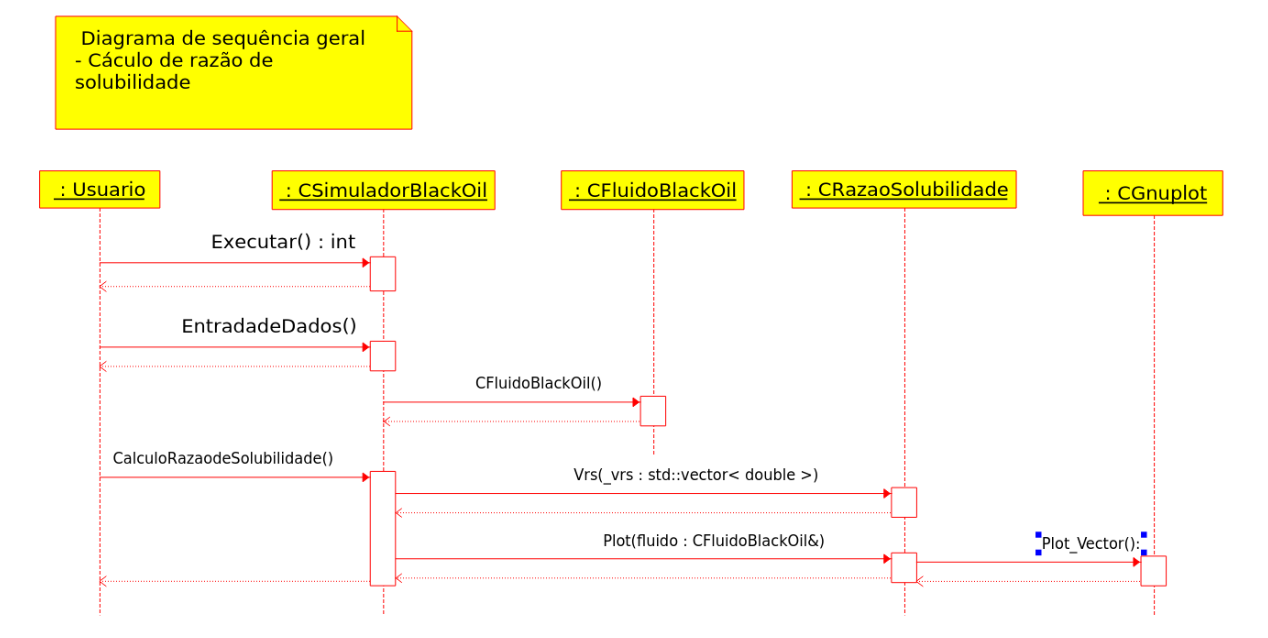 Diagrama de sequência geral
- Cáculo de razão de
solubilidade
: Usuario
: CSimuladorBlackOil
: CFluidoBlackOil
: CRazaoSolubilidade
: CGnuplot
Executar() : int
EntradadeDados()
CFluidoBlackOil()
CalculoRazaodeSolubilidade()
Vrs(_vrs : std::vector< double >)
Plot(fluido : CFluidoBlackOil&)
Plot_Vector():